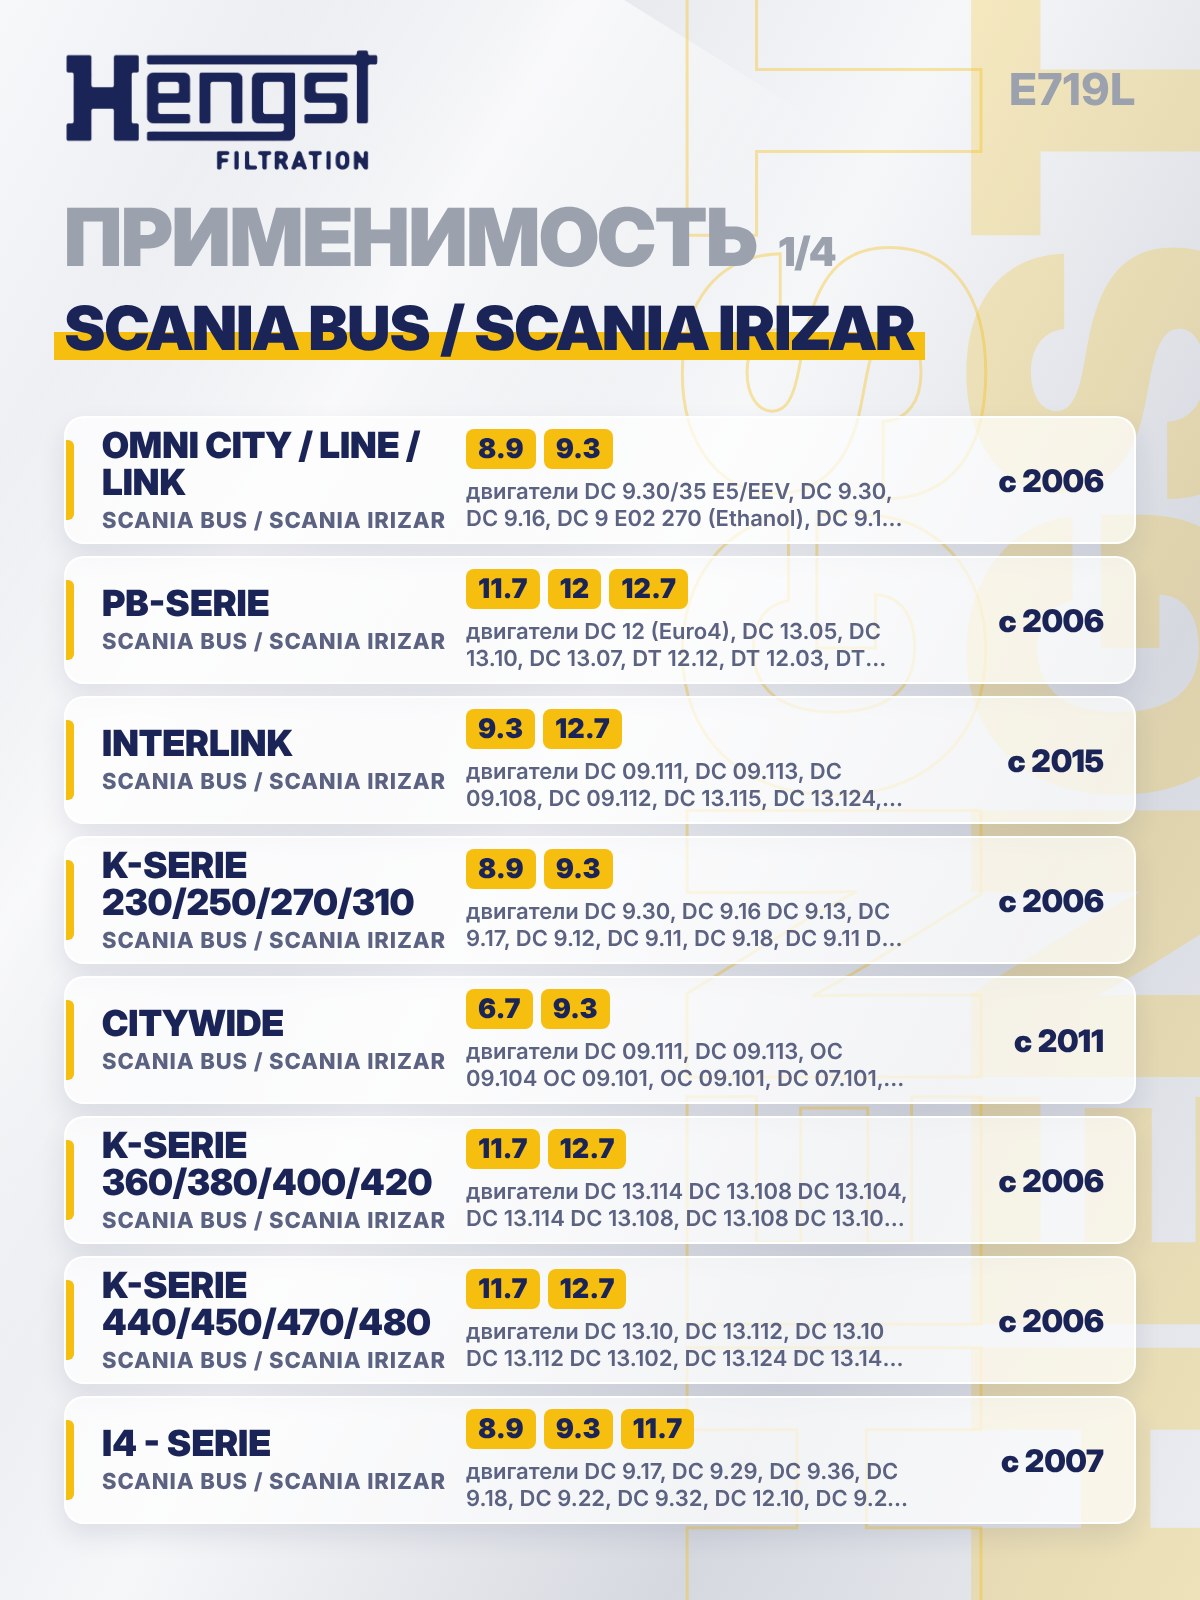 Hengst
FILTRATION
E719L
ПРИМЕНИМОСТЬ 1/4
SCANIA BUS / SCANIA IRIZAR
OMNI CITY / LINE /
LINK
SCANIA BUS / SCANIA IRIZAR
8.9 9.3
двигатели DC 9.30/35 E5/EEV, DC 9.30,
DC 9.16, DC 9 E02 270 (Ethanol), DC 9.1...
с 2006
PB-SERIE
SCANIA BUS / SCANIA IRIZAR
11.7 12 12.7
двигатели DC 12 (Euro4), DC 13.05, DC
13.10, DC 13.07, DT 12.12, DT 12.03, DT...
с 2006
INTERLINK
SCANIA BUS / SCANIA IRIZAR
9.3 12.7
двигатели DC 09.111, DC 09.113, DC
09.108, DC 09.112, DC 13.115, DC 13.124,...
с 2015
K-SERIE
230/250/270/310
SCANIA BUS / SCANIA IRIZAR
8.9 9.3
двигатели DC 9.30, DC 9.16 DC 9.13, DC
9.17, DC 9.12, DC 9.11, DC 9.18, DC 9.11 D...
с 2006
CITYWIDE
SCANIA BUS / SCANIA IRIZAR
6.7 9.3
двигатели DC 09.111, DC 09.113, OC
09.104 OC 09.101, OC 09.101, DC 07.101,...
с 2011
K-SERIE
360/380/400/420
SCANIA BUS / SCANIA IRIZAR
11.7 12.7
двигатели DC 13.114 DC 13.108 DC 13.104,
DC 13.114 DC 13.108, DC 13.108 DC 13.10...
с 2006
K-SERIE
440/450/470/480
SCANIA BUS / SCANIA IRIZAR
11.7 12.7
двигатели DC 13.10, DC 13.112, DC 13.10
DC 13.112 DC 13.102, DC 13.124 DC 13.14...
с 2006
I4 - SERIE
SCANIA BUS / SCANIA IRIZAR
8.9 9.3 11.7
двигатели DC 9.17, DC 9.29, DC 9.36, DC
9.18, DC 9.22, DC 9.32, DC 12.10, DC 9.2...
с 2007